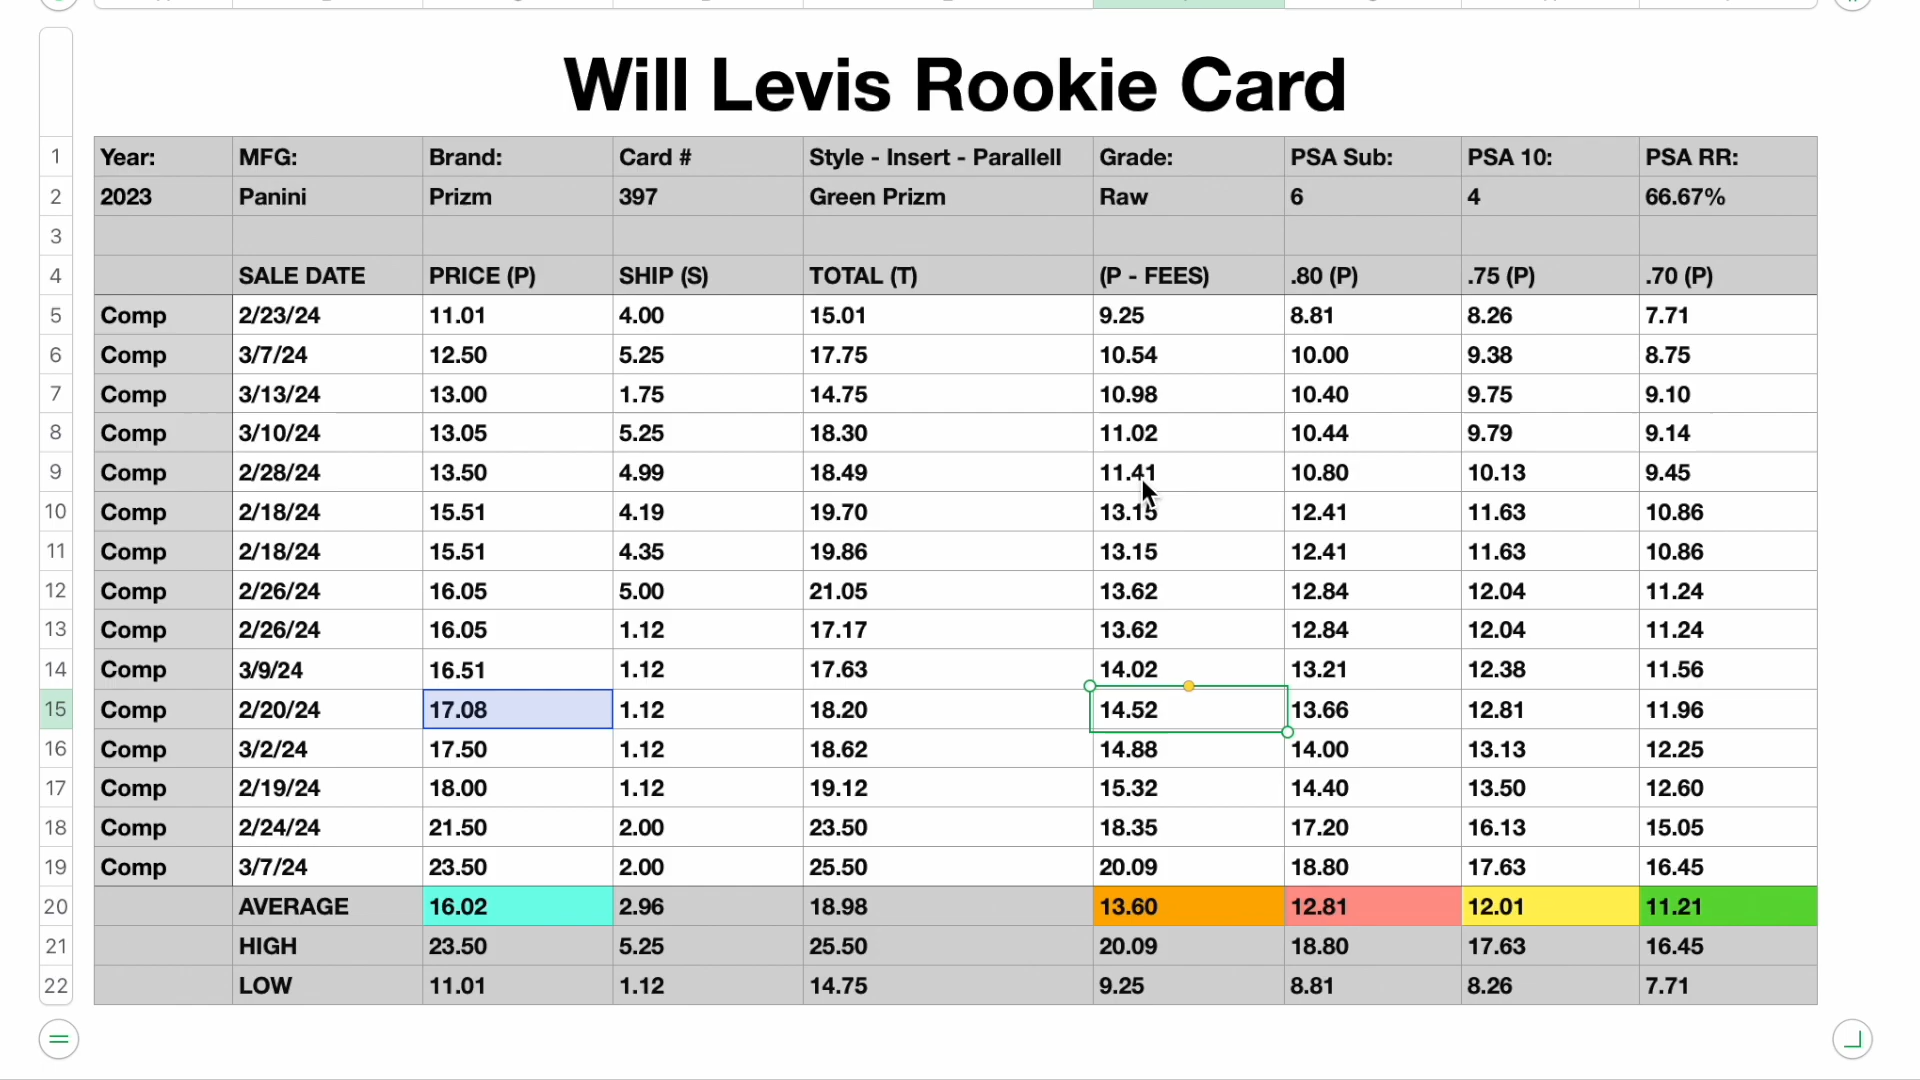 Will Levis Rookie Card
1 Year: MFG: Brand: Card # Style - Insert - Parallell Grade: PSA Sub: PSA 10: PSA RR:
2 2023 Panini Prizm 397 Green Prizm Raw 6 4 66.67%
3
4 SALE DATE PRICE (P) SHIP (S) TOTAL (T) (P - FEES) .80 (P) .75 (P) .70 (P)
5 Comp 2/23/24 11.01 4.00 15.01 9.25 8.81 8.26 7.71
6 Comp 3/7/24 12.50 5.25 17.75 10.54 10.00 9.38 8.75
7 Comp 3/13/24 13.00 1.75 14.75 10.98 10.40 9.75 9.10
8 Comp 3/10/24 13.05 5.25 18.30 11.02 10.44 9.79 9.14
9 Comp 2/28/24 13.50 4.99 18.49 11.41 10.80 10.13 9.45
10 Comp 2/18/24 15.51 4.19 19.70 13.15 12.41 11.63 10.86
11 Comp 2/18/24 15.51 4.35 19.86 13.15 12.41 11.63 10.86
12 Comp 2/26/24 16.05 5.00 21.05 13.62 12.84 12.04 11.24
13 Comp 2/26/24 16.05 1.12 17.17 13.62 12.84 12.04 11.24
14 Comp 3/9/24 16.51 1.12 17.63 14.02 13.21 12.38 11.56
15 Comp 2/20/24 17.08 1.12 18.20 14.52 13.66 12.81 11.96
16 Comp 3/2/24 17.50 1.12 18.62 14.88 14.00 13.13 12.25
17 Comp 2/19/24 18.00 1.12 19.12 15.32 14.40 13.50 12.60
18 Comp 2/24/24 21.50 2.00 23.50 18.35 17.20 16.13 15.05
19 Comp 3/7/24 23.50 2.00 25.50 20.09 18.80 17.63 16.45
20 AVERAGE 16.02 2.96 18.98 13.60 12.81 12.01 11.21
21 HIGH 23.50 5.25 25.50 20.09 18.80 17.63 16.45
22 LOW 11.01 1.12 14.75 9.25 8.81 8.26 7.71